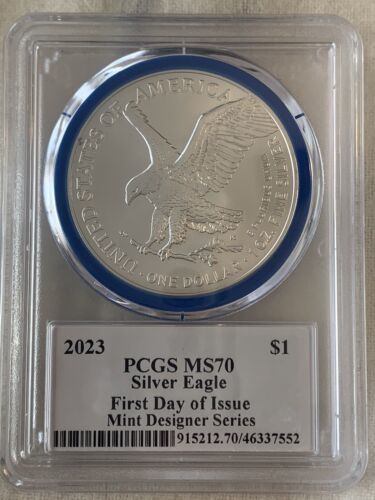 UNITED STATES OF AMERICA
1 OZ. FINE SILVER
E PLURIBUS UNUM
· ONE DOLLAR ·
2023 PCGS MS70 $1
Silver Eagle
First Day of Issue
Mint Designer Series
915212.70/46337552